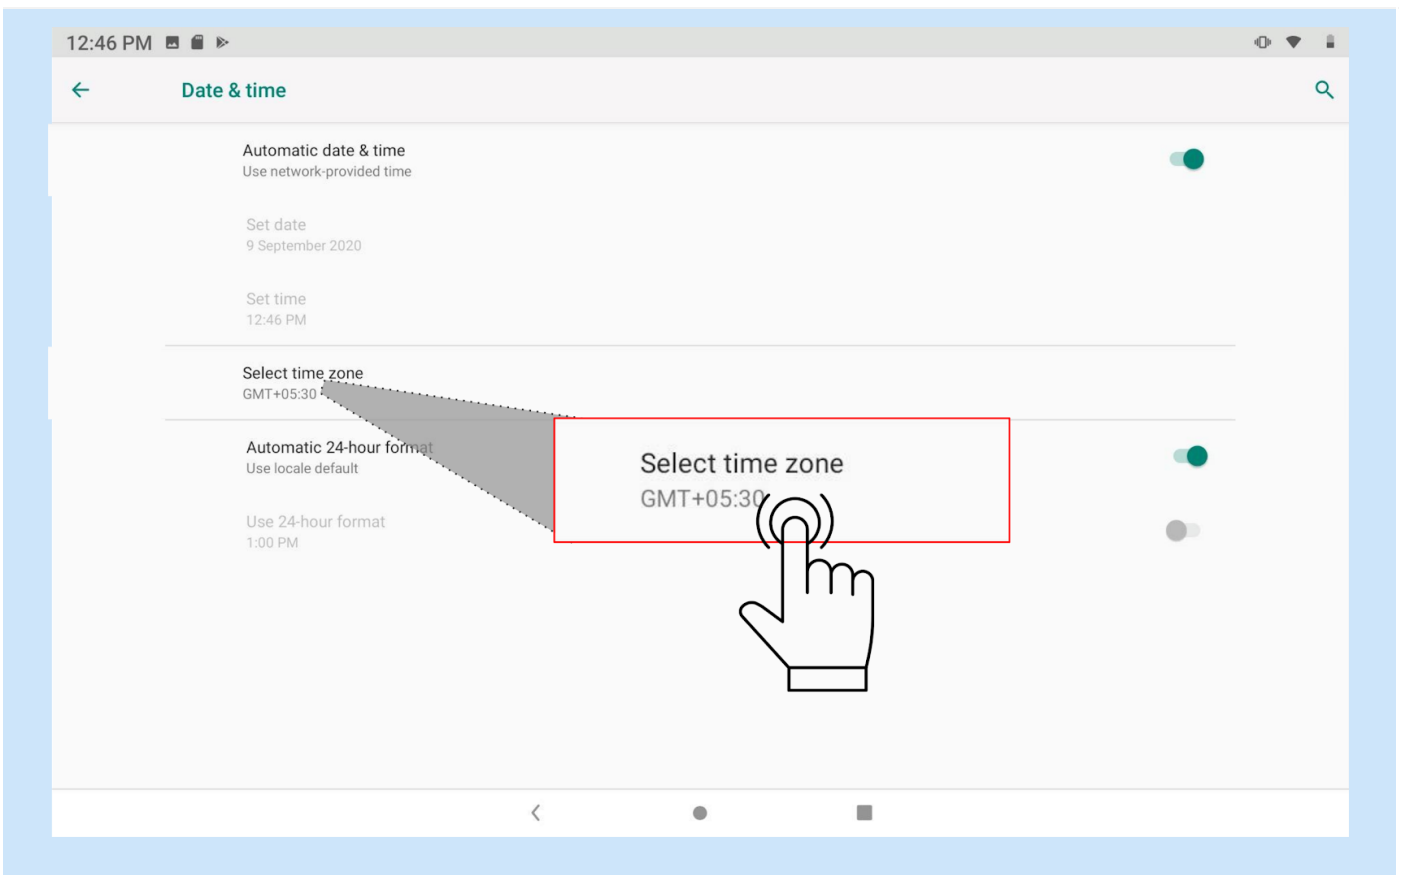 12:46 PM
Date & time
Automatic date & time
Use network-provided time
Set date
9 September 2020
Set time
12:46 PM
Select time zone
GMT+05:30
Automatic 24-hour format
Use locale default
Select time zone
GMT+05:30
Use 24-hour format
1:00 PM